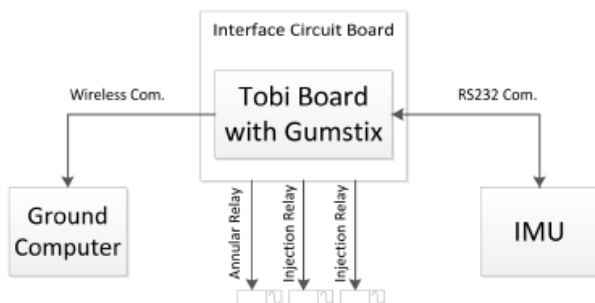 Interface Circuit Board
Tobi Board
with Gumstix
Wireless Com.
RS232 Com.
Ground
Computer
Annular Relay
Injection Relay
Injection Relay
IMU